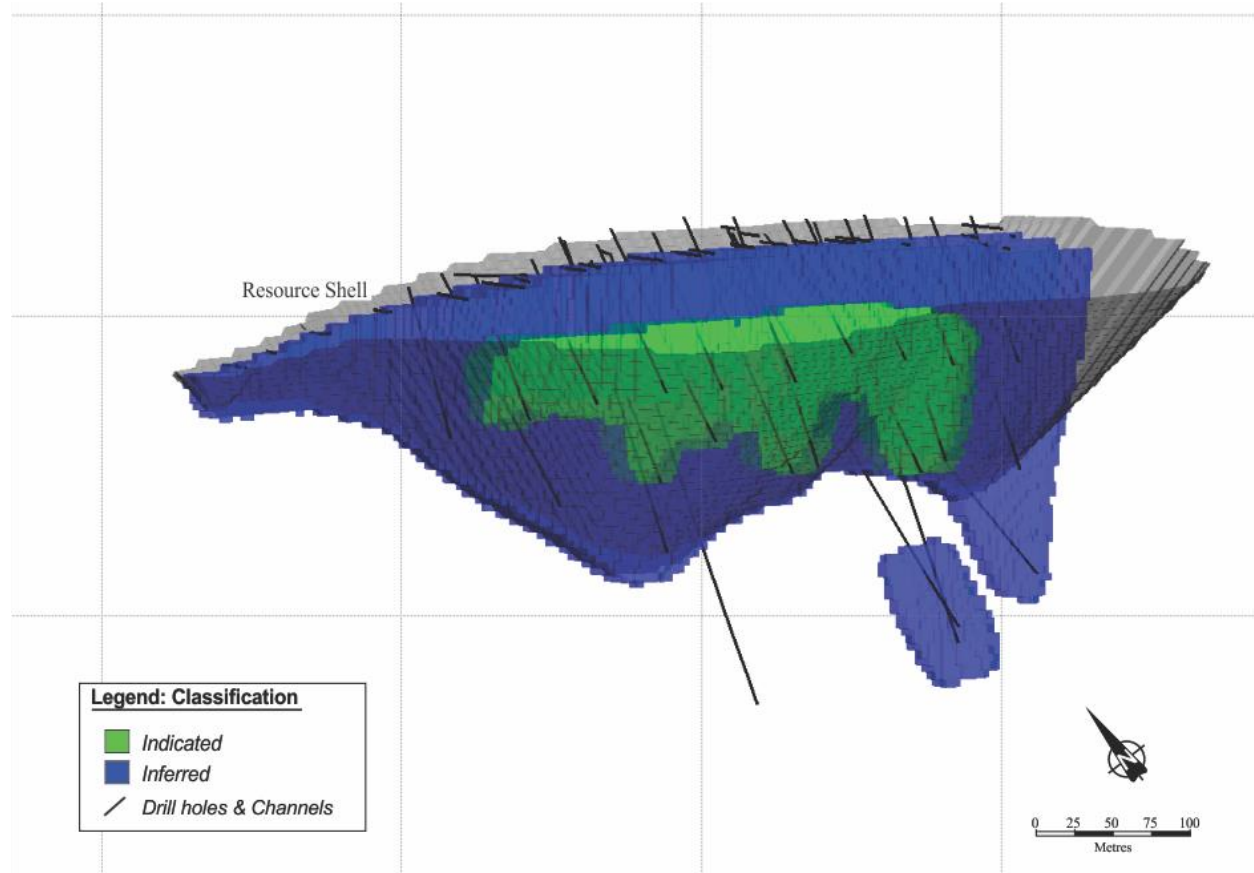 Resource Shell
Legend: Classification
Indicated
Inferred
Drill holes & Channels
0 25 50 75 100
Metres